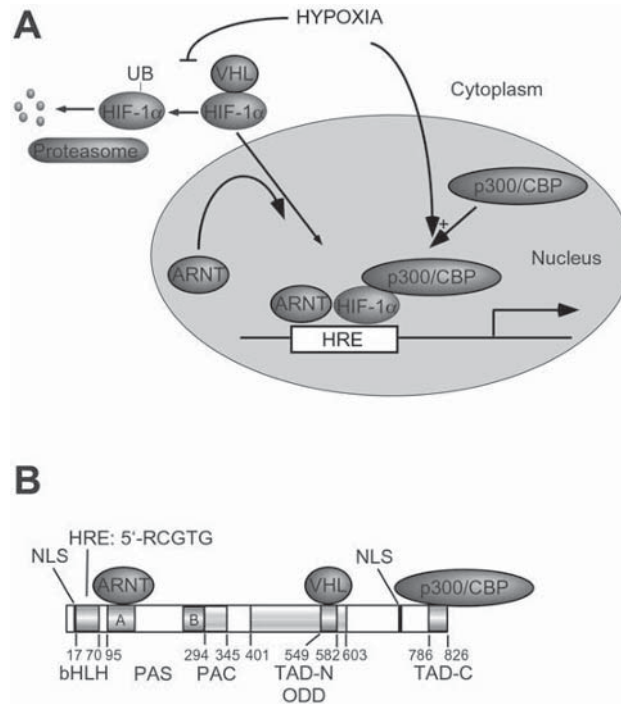 A
HYPOXIA
UB
VHL
HIF-1α
HIF-1α
Cytoplasm
Proteasome
p300/CBP
+
Nucleus
ARNT
p300/CBP
ARNT
HIF-1α
HRE
B
HRE: 5'-RCGTG
NLS
ARNT
VHL
NLS
p300/CBP
A
B
17 70 95 294 345 401 549 582 603 786 826
bHLH PAS PAC TAD-N TAD-C
ODD